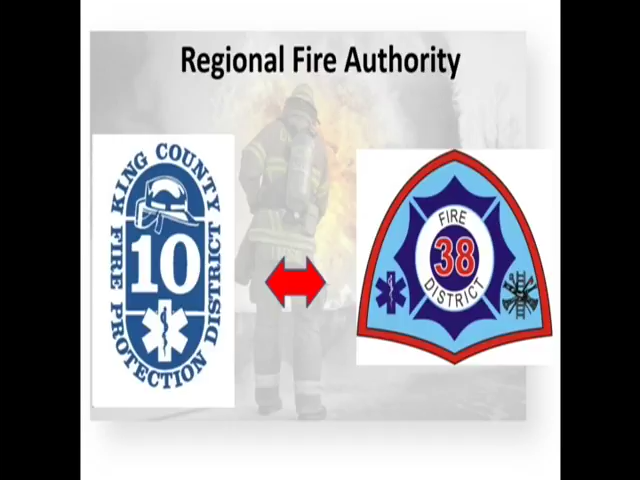 Regional Fire Authority
KING COUNTY
FIRE PROTECTION DISTRICT
10
FIRE
38
DISTRICT